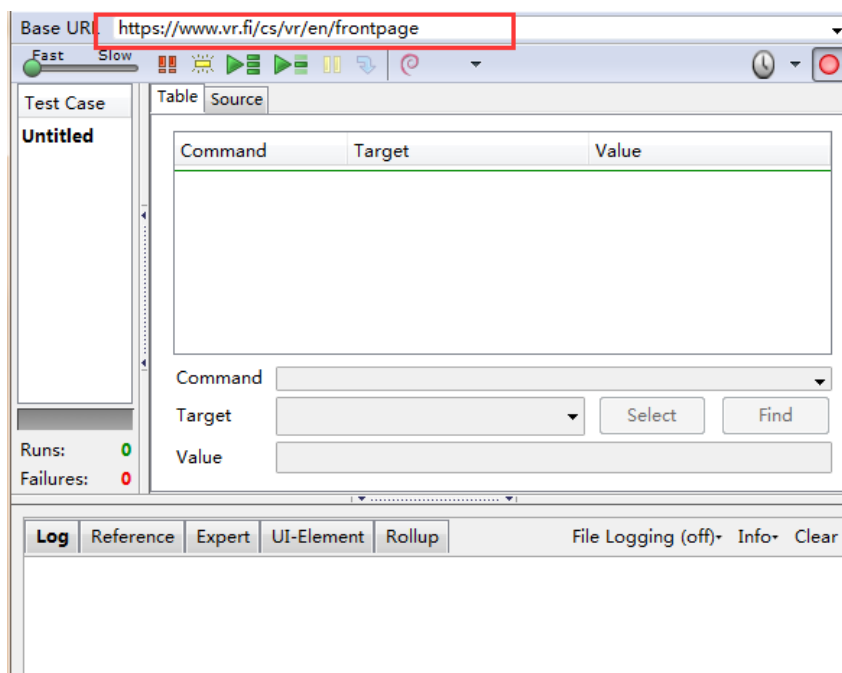 Base URL https://www.vr.fi/cs/vr/en/frontpage
Fast Slow
Test Case
Untitled
Table Source
Command Target Value
Command
Target Select Find
Value
Runs: 0
Failures: 0
Log Reference Expert UI-Element Rollup File Logging (off) Info Clear